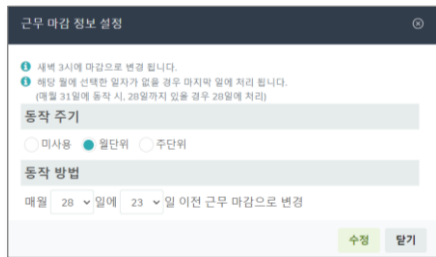 근무 마감 정보 설정
새벽 3시에 마감으로 변경 됩니다.
해당 월에 선택한 일자가 없을 경우 마지막 일에 처리 됩니다.
(매월 31일에 동작 시, 28일까지 있을 경우 28일에 처리)
동작 주기
미사용 월단위 주단위
동작 방법
매월 28 일에 23 일 이전 근무 마감으로 변경
수정 닫기